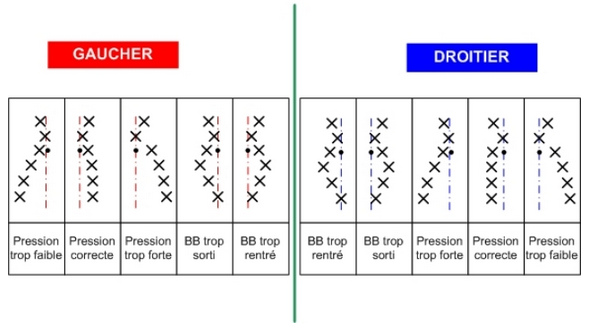 GAUCHER
DROITIER
Pression
trop faible
Pression
correcte
Pression
trop forte
BB trop
sorti
BB trop
rentré
BB trop
rentré
BB trop
sorti
Pression
trop forte
Pression
correcte
Pression
trop faible